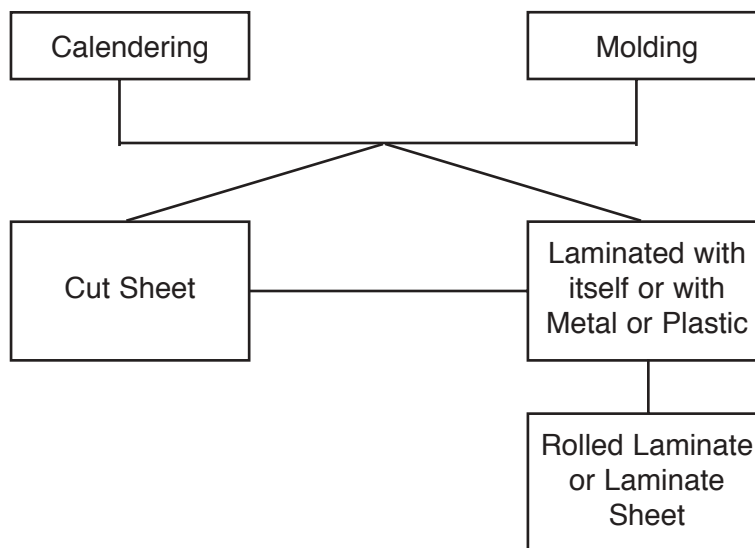 Calendering
Molding
Cut Sheet
Laminated with
itself or with
Metal or Plastic
Rolled Laminate
or Laminate
Sheet